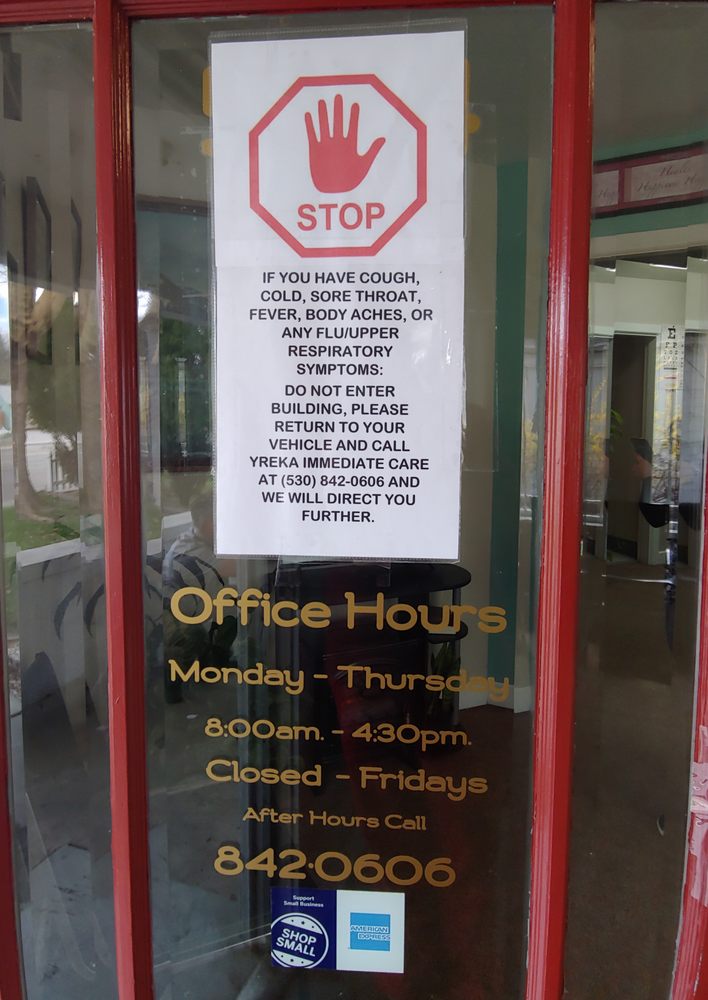 STOP
IF YOU HAVE COUGH,
COLD, SORE THROAT,
FEVER, BODY ACHES, OR
ANY FLU/UPPER
RESPIRATORY
SYMPTOMS:
DO NOT ENTER
BUILDING, PLEASE
RETURN TO YOUR
VEHICLE AND CALL
YREKA IMMEDIATE CARE
AT (530) 842-0606 AND
WE WILL DIRECT YOU
FURTHER.
Office Hours
Monday - Thursday
8:00am. - 4:30pm.
Closed - Fridays
After Hours Call
842·0606
Support
Small Business
SHOP
SMALL
AMERICAN
EXPRESS